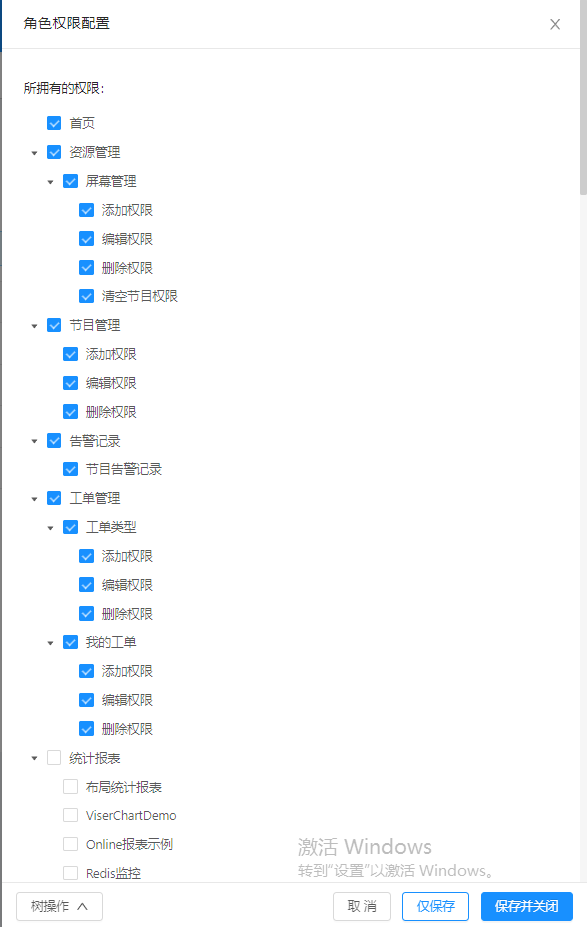 角色权限配置
所拥有的权限：
首页
资源管理
屏幕管理
添加权限
编辑权限
删除权限
清空节目权限
节目管理
添加权限
编辑权限
删除权限
告警记录
节目告警记录
工单管理
工单类型
添加权限
编辑权限
删除权限
我的工单
添加权限
编辑权限
删除权限
统计报表
布局统计报表
ViserChartDemo
Online报表示例
Redis监控
激活 Windows
转到"设置"以激活 Windows。
树操作 取 消 仅保存 保存并关闭